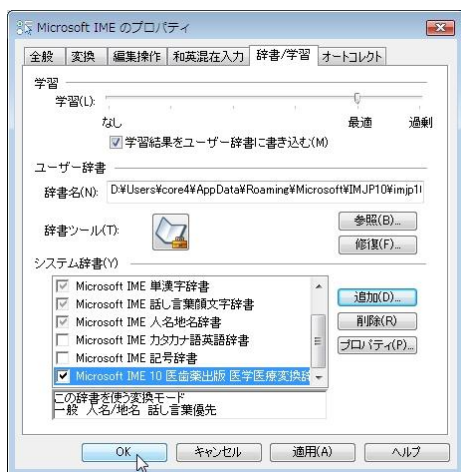 Microsoft IME のプロパティ
全般 変換 編集操作 和英混在入力 辞書/学習 オートコレクト
学習
学習(L):
なし 最適 過剰
学習結果をユーザー辞書に書き込む(M)
ユーザー辞書
辞書名(N): D:¥Users¥core4¥AppData¥Roaming¥Microsoft¥IMJP10¥imjp1
参照(B)...
辞書ツール(T):
修復(F)...
システム辞書(Y)
Microsoft IME 単漢字辞書
追加(D)...
Microsoft IME 話し言葉顔文字辞書
Microsoft IME 人名地名辞書
削除(R)
Microsoft IME カタカナ語英語辞書
プロパティ(P)...
Microsoft IME 記号辞書
Microsoft IME 10 医歯薬出版 医学医療変換辞
この辞書を使う変換モード
一般 人名/地名 話し言葉優先
OK キャンセル 適用(A) ヘルプ